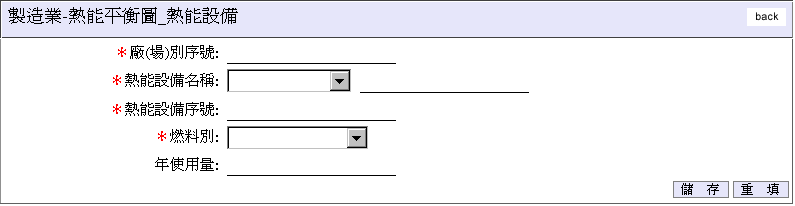 製造業-熱能平衡圖_熱能設備
back
*廠(場)別序號:
*熱能設備名稱:
*熱能設備序號:
*燃料別:
年使用量:
儲 存 重 填